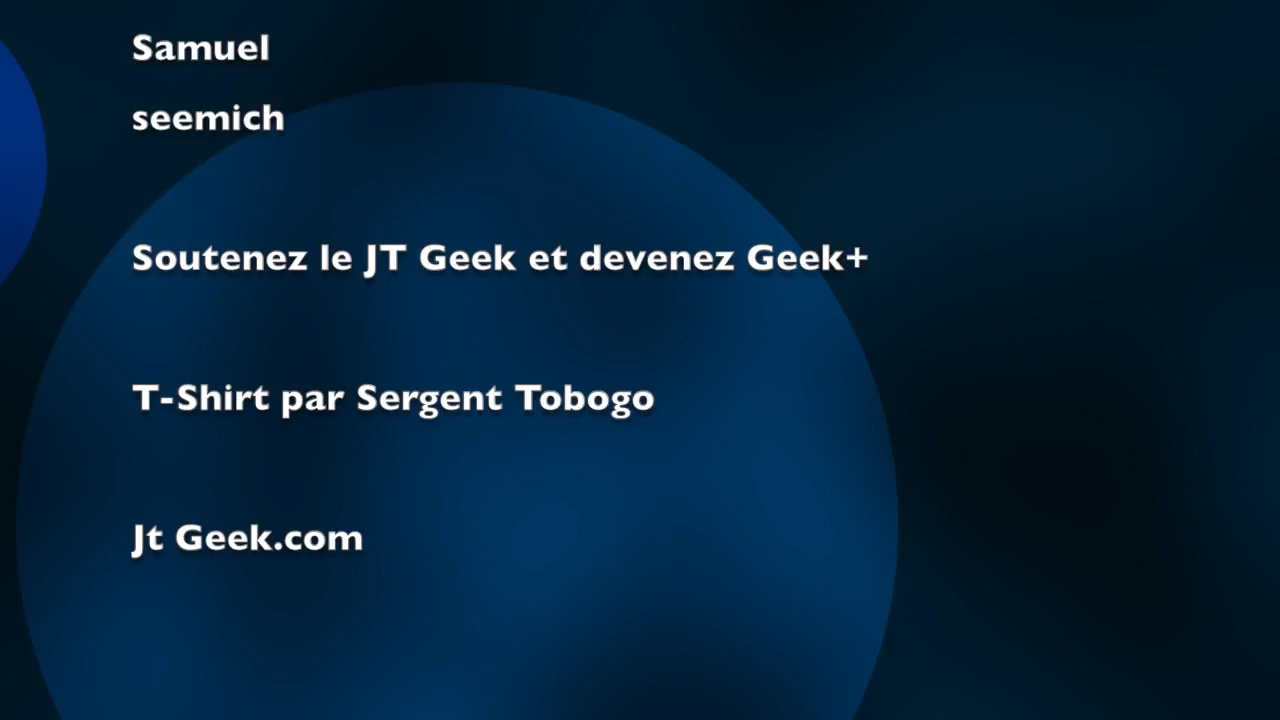 Samuel
seemich
Soutenez le JT Geek et devenez Geek+
T-Shirt par Sergent Tobogo
Jt Geek.com